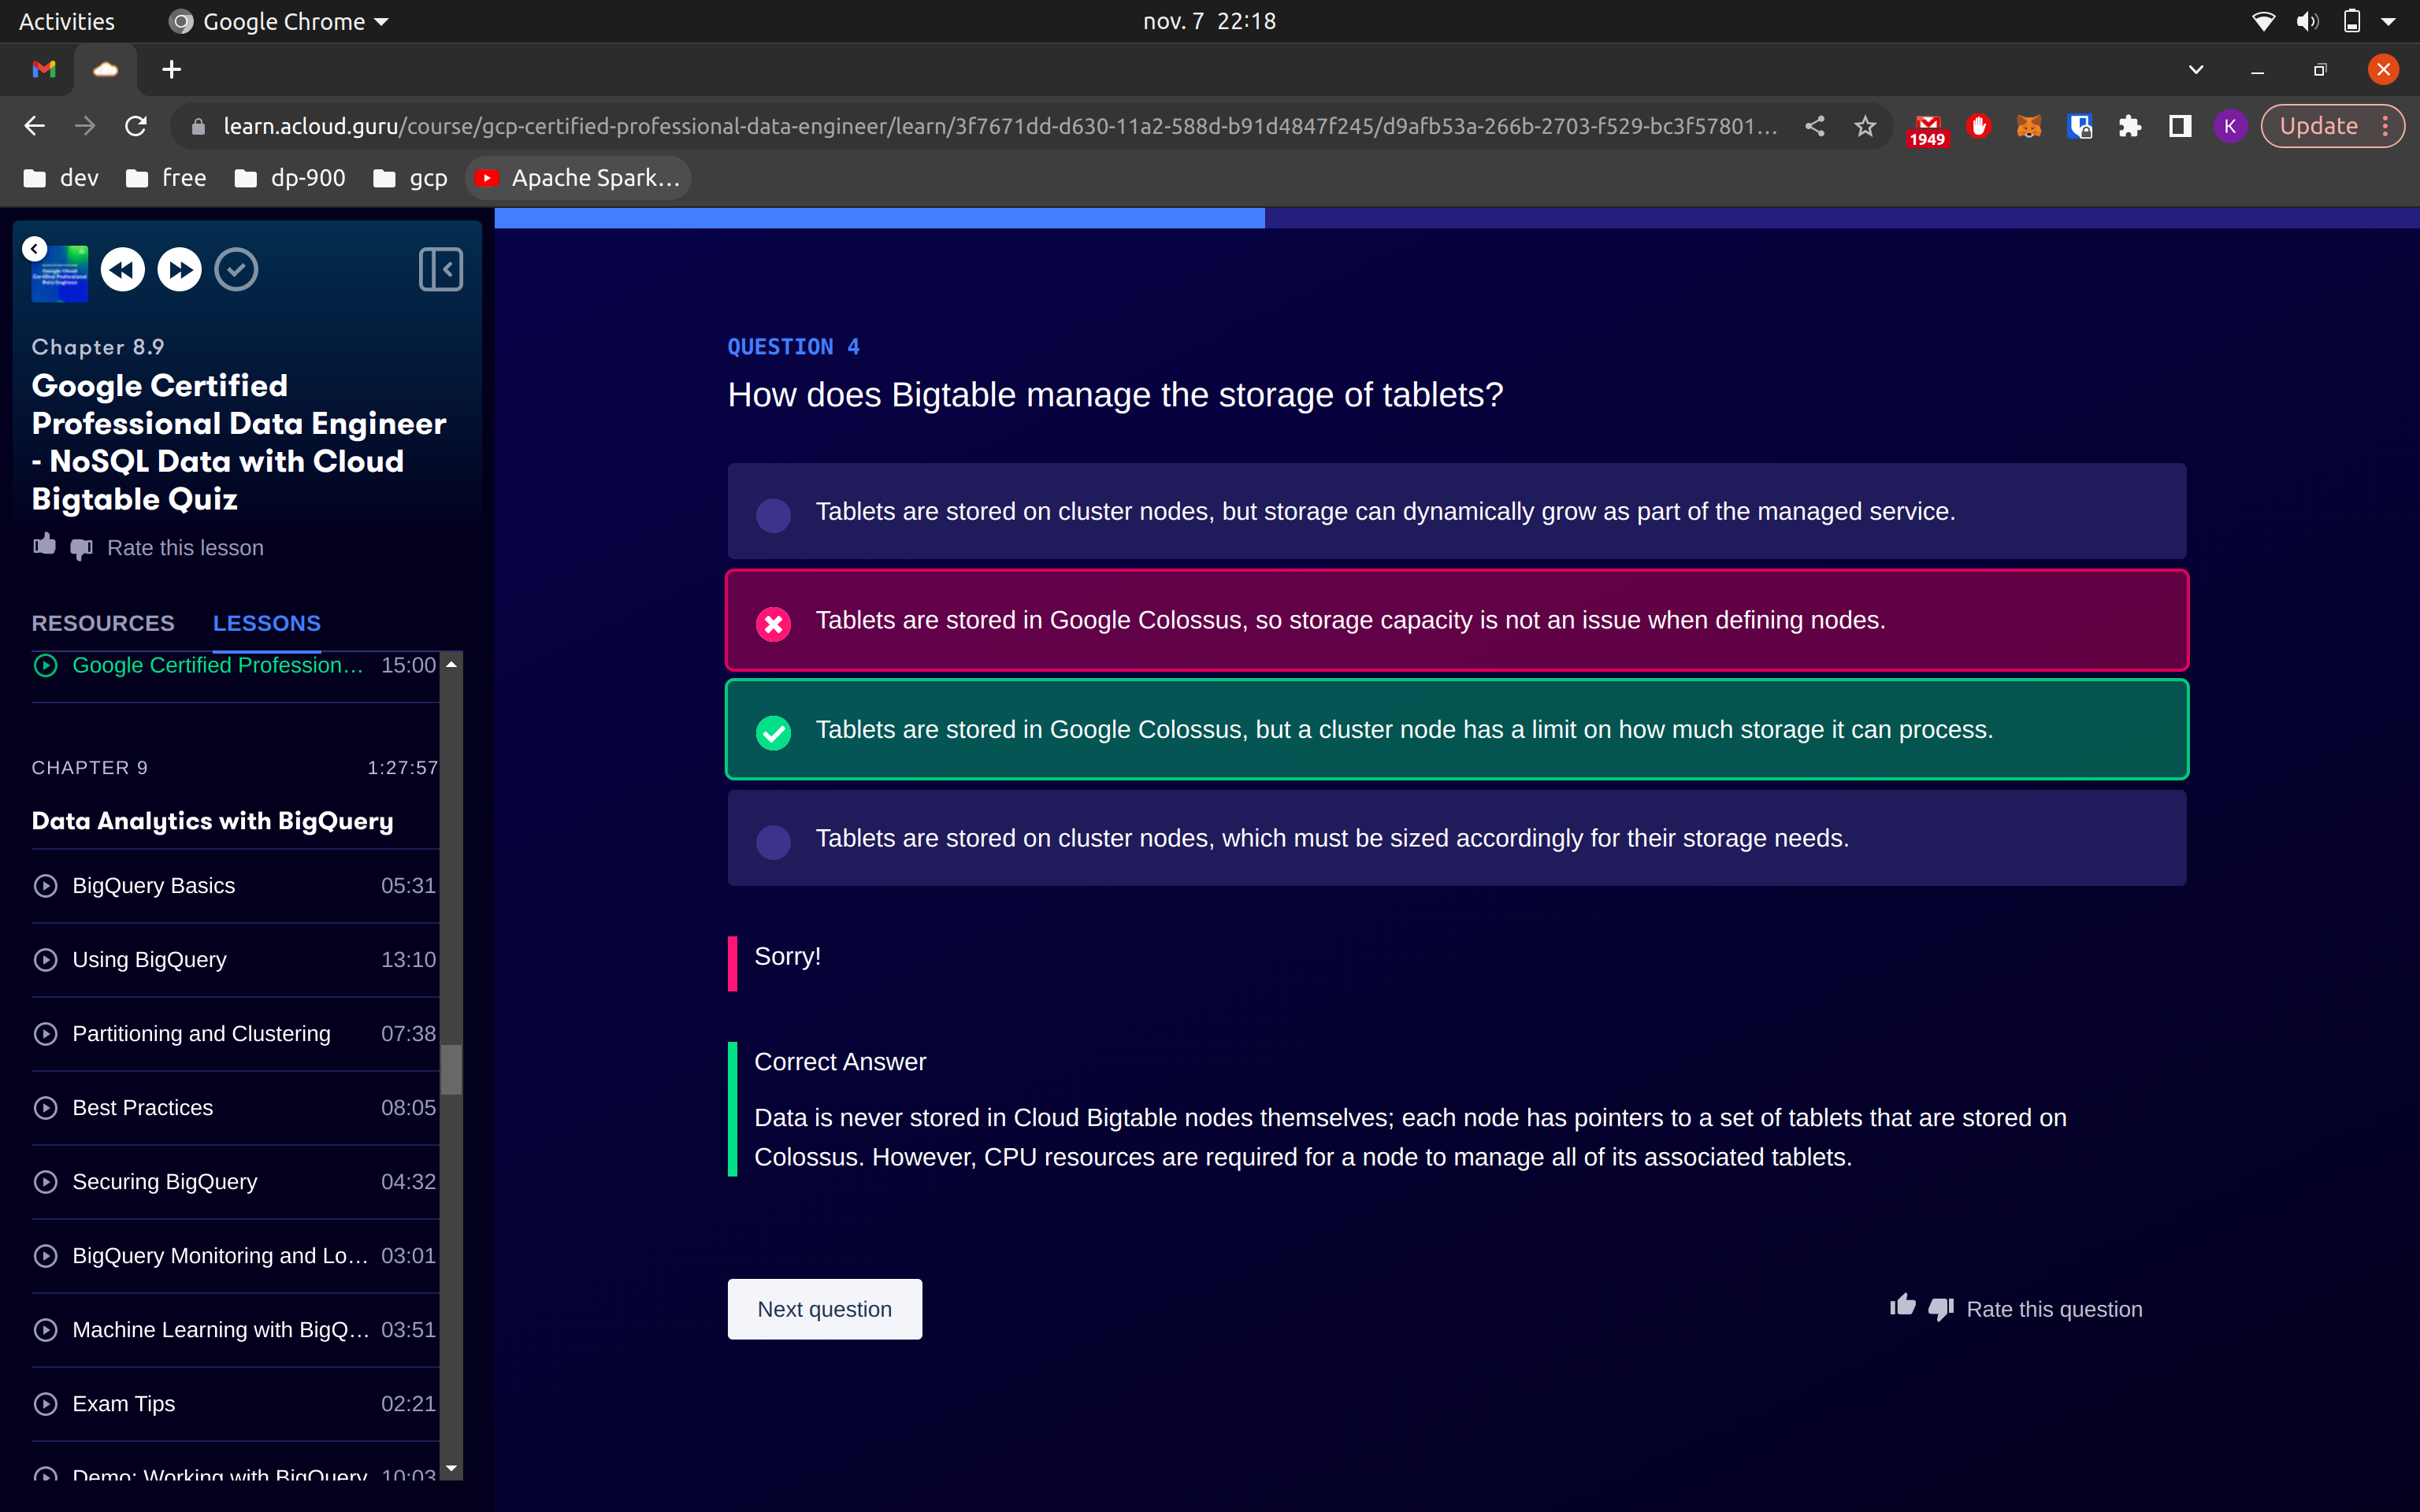 Activities
Google Chrome
nov. 7 22:18
learn.acloud.guru/course/gcp-certified-professional-data-engineer/learn/3f7671dd-d630-11a2-588d-b91d4847f245/d9afb53a-266b-2703-f529-bc3f57801…
1949
K
Update
dev
free
dp-900
gcp
Apache Spark…
Chapter 8.9
Google Certified
Professional Data Engineer
- NoSQL Data with Cloud
Bigtable Quiz
Rate this lesson
RESOURCES
LESSONS
Google Certified Profession… 15:00
CHAPTER 9 1:27:57
Data Analytics with BigQuery
BigQuery Basics 05:31
Using BigQuery 13:10
Partitioning and Clustering 07:38
Best Practices 08:05
Securing BigQuery 04:32
BigQuery Monitoring and Lo… 03:01
Machine Learning with BigQ… 03:51
Exam Tips 02:21
Demo: Working with BigQuery 10:03
QUESTION 4
How does Bigtable manage the storage of tablets?
Tablets are stored on cluster nodes, but storage can dynamically grow as part of the managed service.
Tablets are stored in Google Colossus, so storage capacity is not an issue when defining nodes.
Tablets are stored in Google Colossus, but a cluster node has a limit on how much storage it can process.
Tablets are stored on cluster nodes, which must be sized accordingly for their storage needs.
Sorry!
Correct Answer
Data is never stored in Cloud Bigtable nodes themselves; each node has pointers to a set of tablets that are stored on
Colossus. However, CPU resources are required for a node to manage all of its associated tablets.
Next question
Rate this question